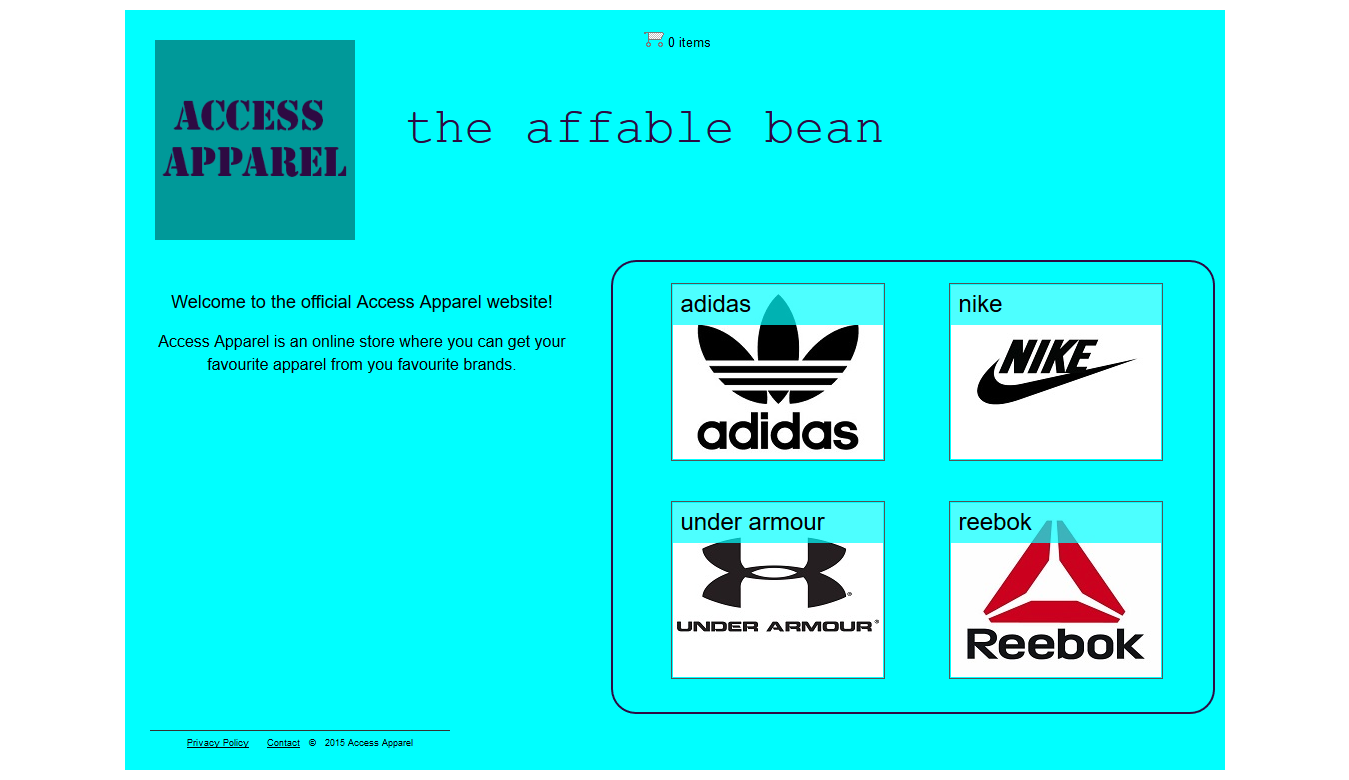 0 items
ACCESS
APPAREL
the affable bean
Welcome to the official Access Apparel website!
Access Apparel is an online store where you can get your
favourite apparel from you favourite brands.
adidas
adidas
nike
NIKE
under armour
UNDER ARMOUR®
reebok
Reebok
Privacy Policy Contact © 2015 Access Apparel